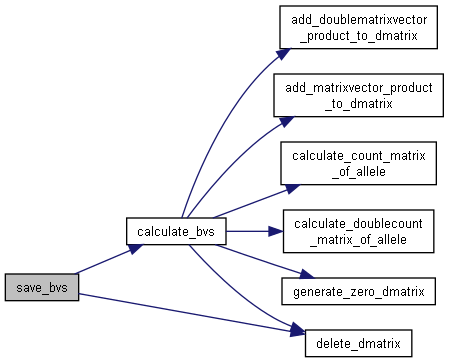 add_doublematrixvector
_product_to_dmatrix
add_matrixvector_product
_to_dmatrix
calculate_count_matrix
_of_allele
calculate_bvs
calculate_doublecount
_matrix_of_allele
save_bvs
generate_zero_dmatrix
delete_dmatrix